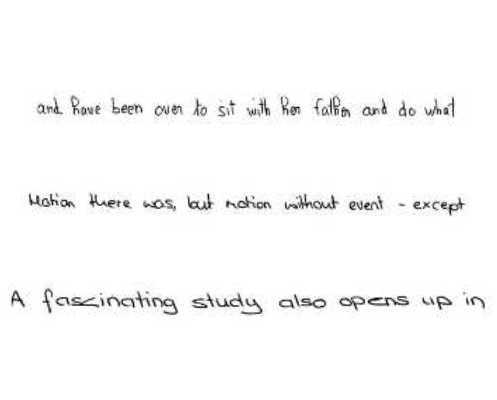 and have been over to sit with her father and do what
Motion there was, but motion without event - except
A fascinating study also opens up in